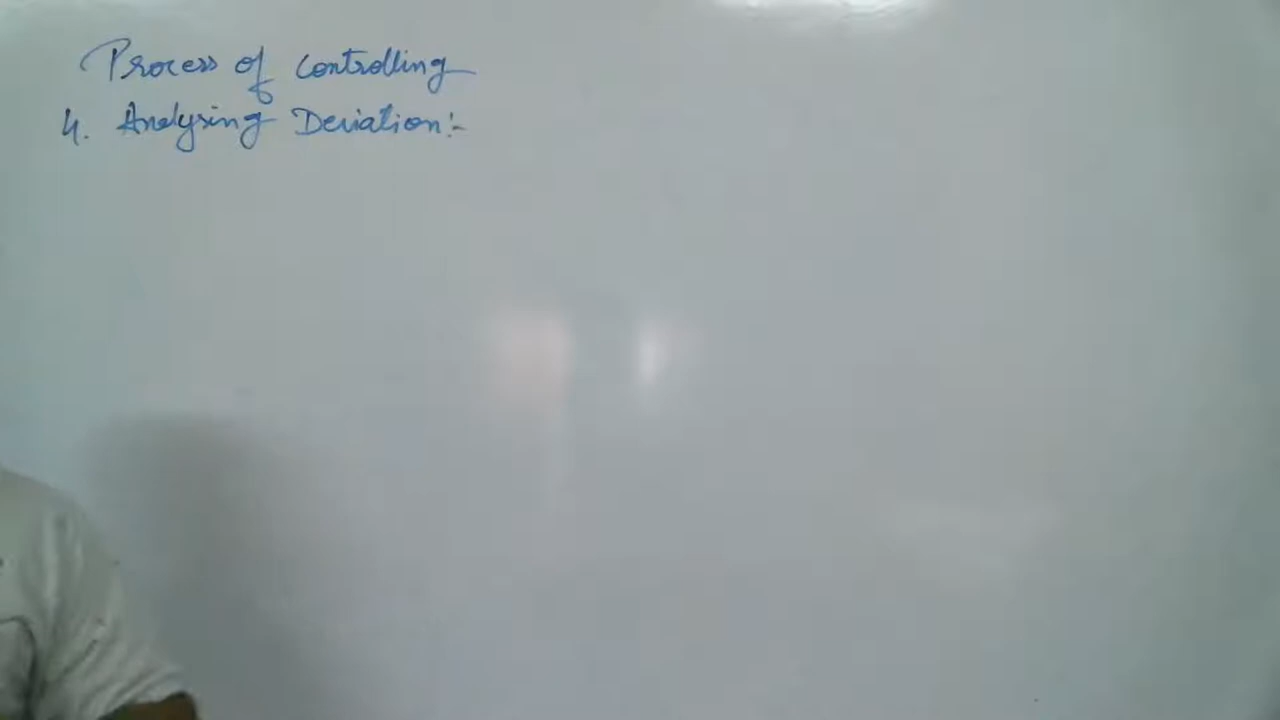 Process of controlling
4. Analysing Deviation:-